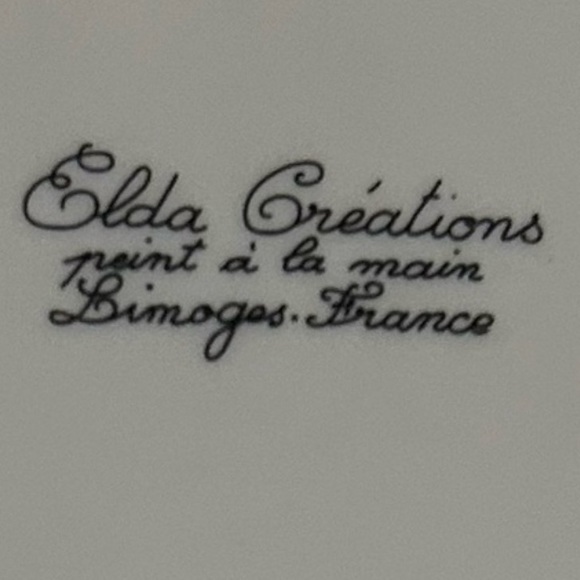 Elda Créations
peint à la main
Limoges. France